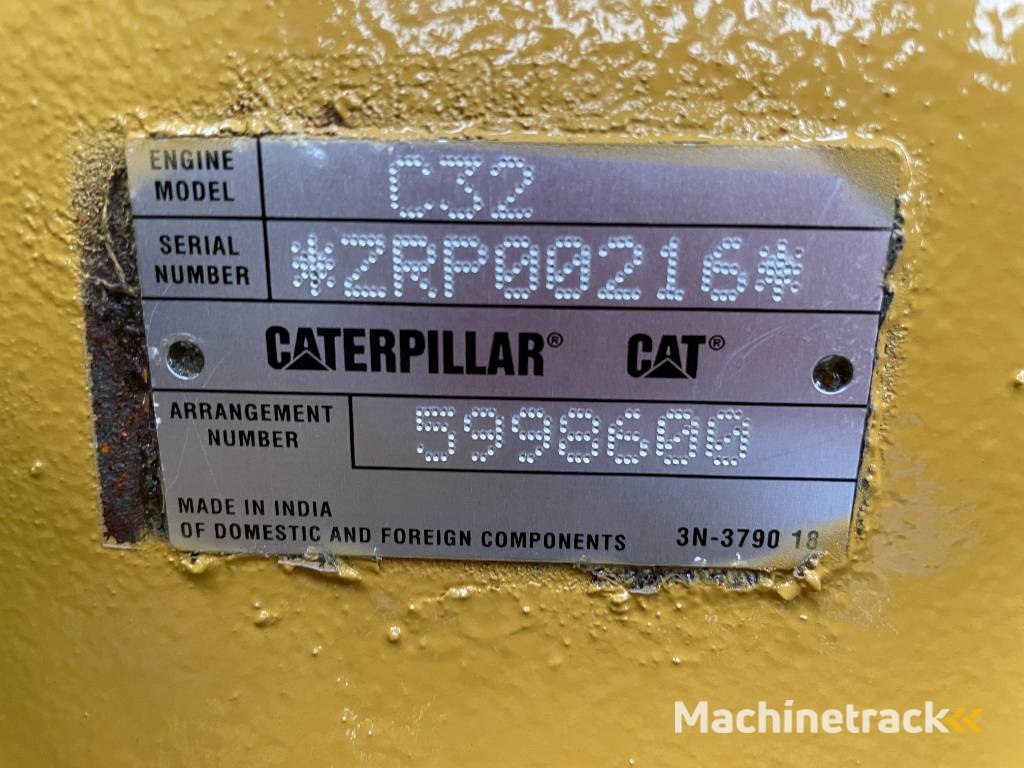 ENGINE MODEL
C32
SERIAL NUMBER
*ZRP00216*
CATERPILLAR® CAT®
ARRANGEMENT NUMBER
5998600
MADE IN INDIA
OF DOMESTIC AND FOREIGN COMPONENTS 3N-3790 18
Machinetrack